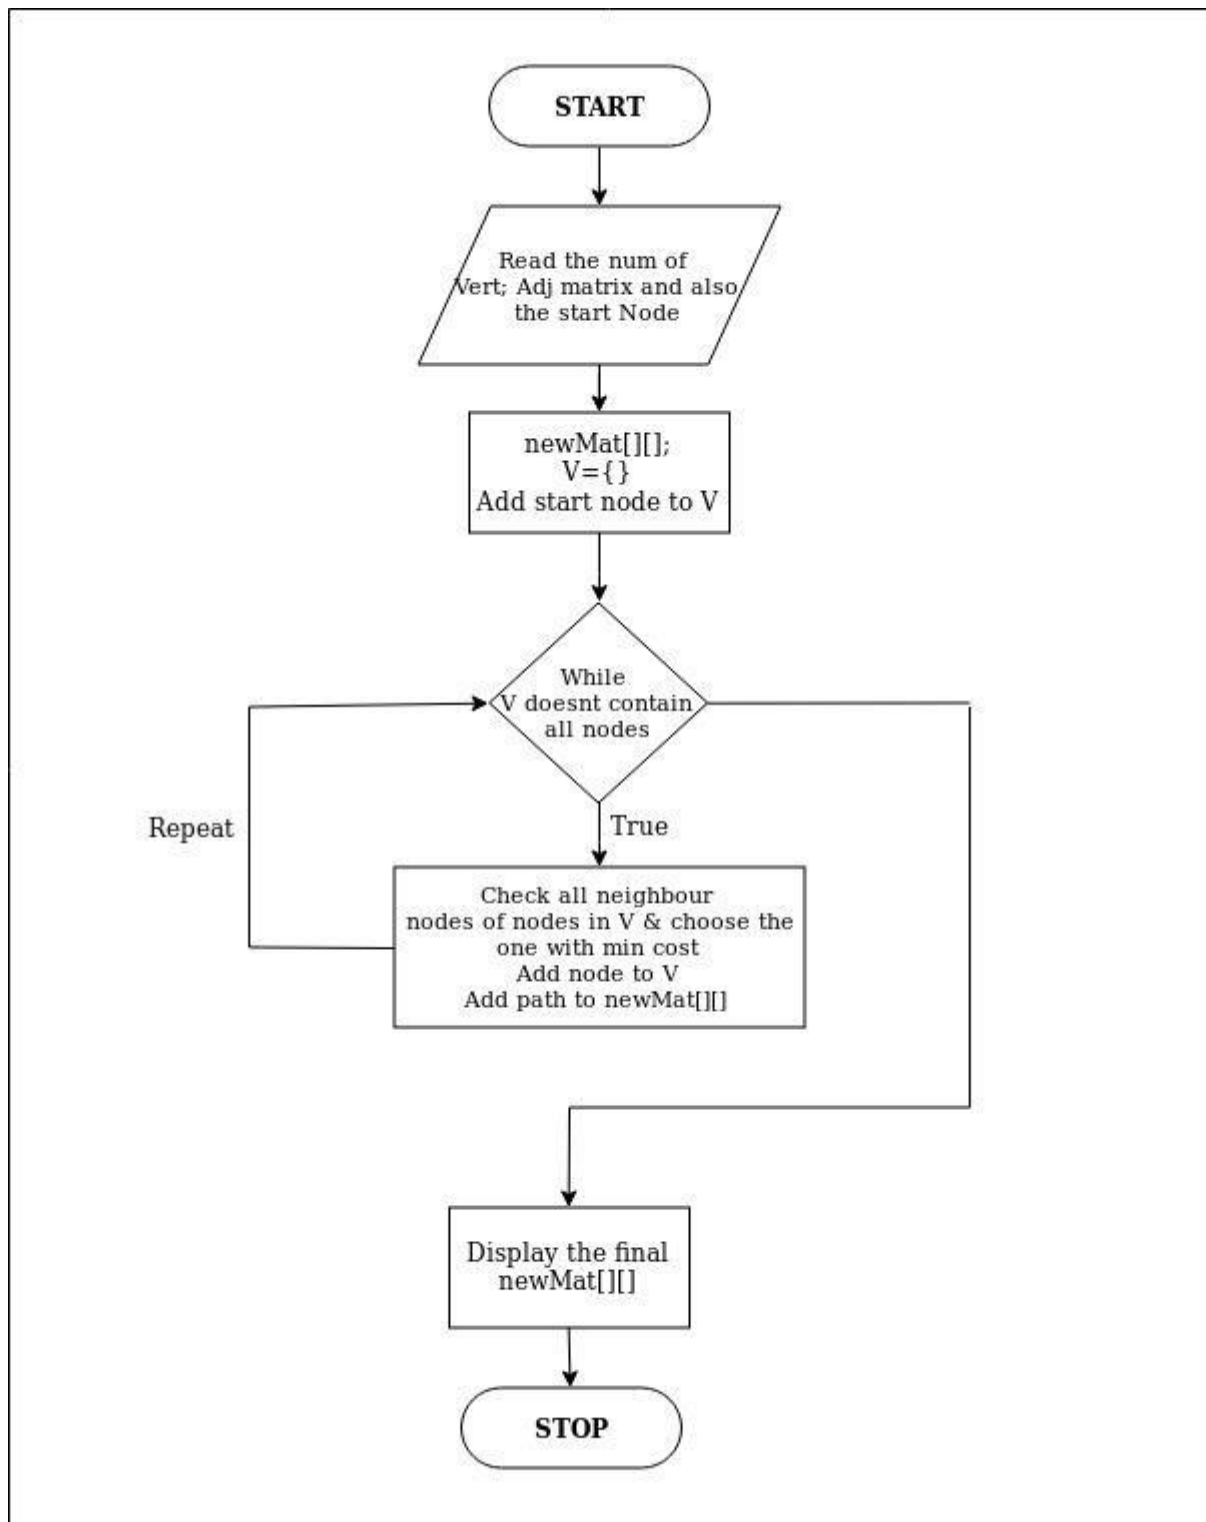 START
Read the num of
Vert; Adj matrix and also
the start Node
newMat[][];
V={}
Add start node to V
While
V doesnt contain
all nodes
Repeat
True
Check all neighbour
nodes of nodes in V & choose the
one with min cost
Add node to V
Add path to newMat[][]
Display the final
newMat[][]
STOP